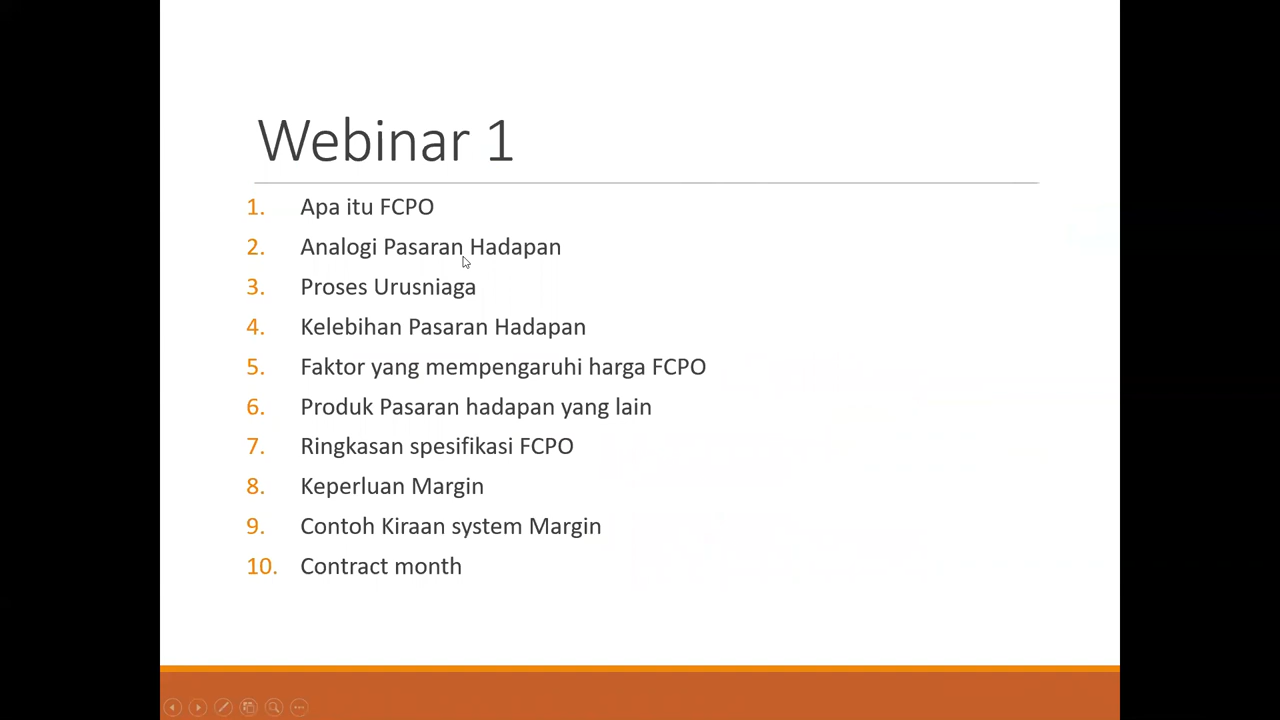 Webinar 1
1. Apa itu FCPO
2. Analogi Pasaran Hadapan
3. Proses Urusniaga
4. Kelebihan Pasaran Hadapan
5. Faktor yang mempengaruhi harga FCPO
6. Produk Pasaran hadapan yang lain
7. Ringkasan spesifikasi FCPO
8. Keperluan Margin
9. Contoh Kiraan system Margin
10. Contract month